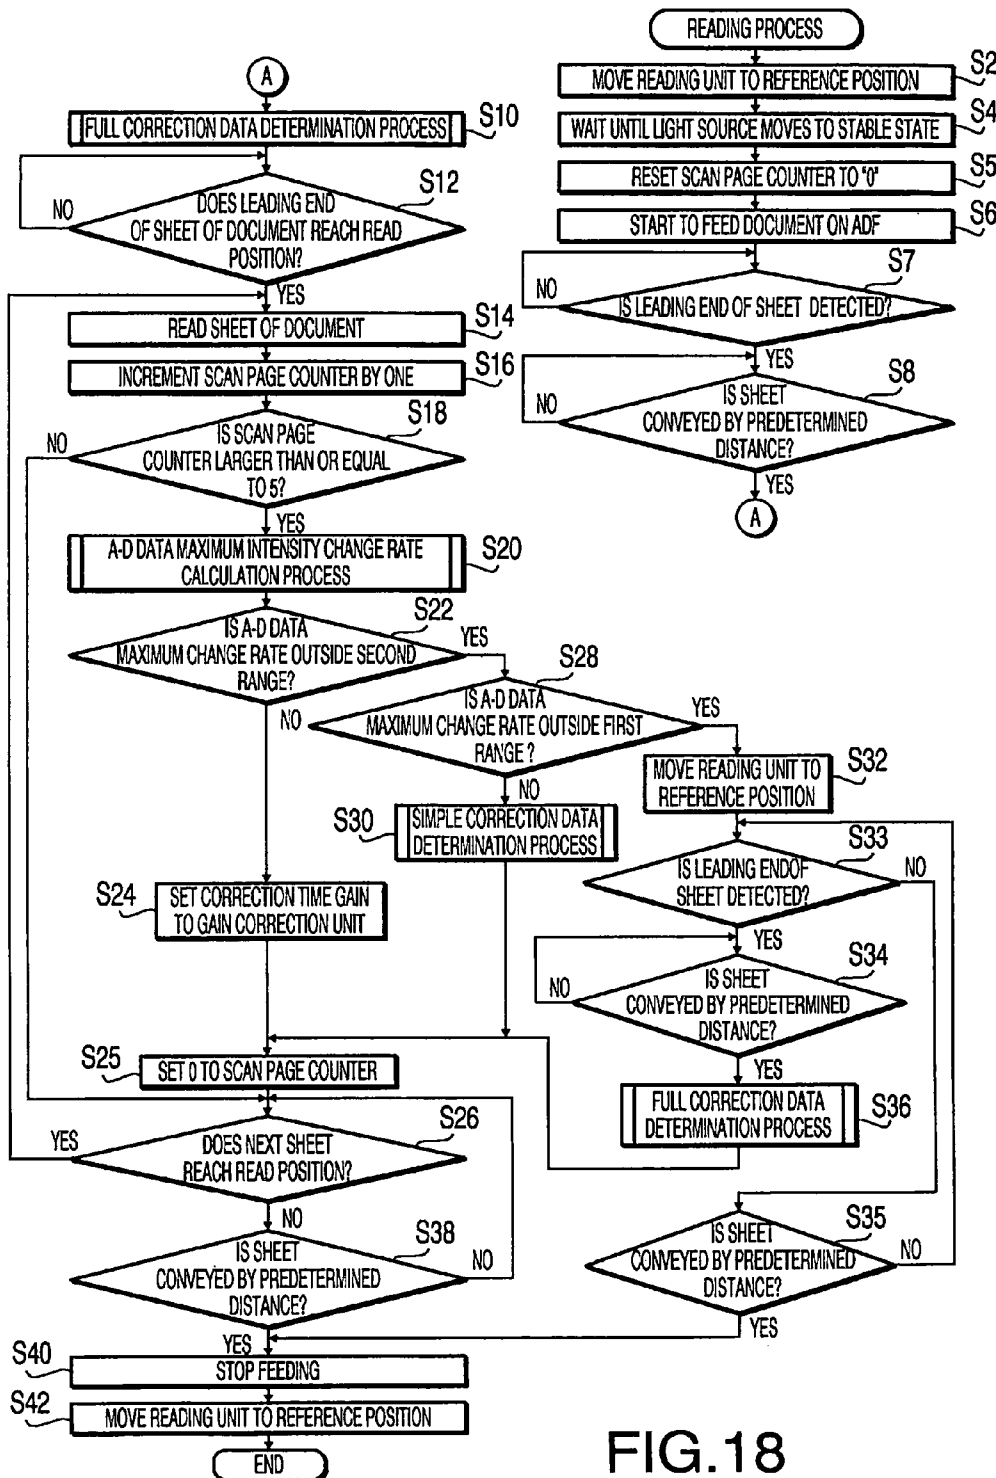 READING PROCESS
S2
MOVE READING UNIT TO REFERENCE POSITION
S4
WAIT UNTIL LIGHT SOURCE MOVES TO STABLE STATE
S5
RESET SCAN PAGE COUNTER TO "0"
S6
START TO FEED DOCUMENT ON ADF
S7
IS LEADING END OF SHEET DETECTED?
NO
YES
S8
IS SHEET
CONVEYED BY PREDETERMINED
DISTANCE?
NO
YES
A
A
FULL CORRECTION DATA DETERMINATION PROCESS
S10
S12
DOES LEADING END
OF SHEET OF DOCUMENT REACH READ
POSITION?
NO
YES
READ SHEET OF DOCUMENT
S14
INCREMENT SCAN PAGE COUNTER BY ONE
S16
S18
IS SCAN PAGE
COUNTER LARGER THAN OR EQUAL
TO 5?
NO
YES
A-D DATA MAXIMUM INTENSITY CHANGE RATE
CALCULATION PROCESS
S20
S22
IS A-D DATA
MAXIMUM CHANGE RATE OUTSIDE SECOND
RANGE?
YES
NO
S28
IS A-D DATA
MAXIMUM CHANGE RATE OUTSIDE FIRST
RANGE ?
YES
NO
S30
SIMPLE CORRECTION DATA
DETERMINATION PROCESS
S32
MOVE READING UNIT TO
REFERENCE POSITION
S33
IS LEADING ENDOF
SHEET DETECTED?
NO
YES
S24
SET CORRECTION TIME GAIN
TO GAIN CORRECTION UNIT
S34
IS SHEET
CONVEYED BY PREDETERMINED
DISTANCE?
NO
YES
S25
SET 0 TO SCAN PAGE COUNTER
FULL CORRECTION DATA
DETERMINATION PROCESS
S36
S26
DOES NEXT SHEET
REACH READ POSITION?
YES
NO
S38
IS SHEET
CONVEYED BY PREDETERMINED
DISTANCE?
NO
YES
S35
IS SHEET
CONVEYED BY PREDETERMINED
DISTANCE?
NO
YES
S40
STOP FEEDING
S42
MOVE READING UNIT TO REFERENCE POSITION
END
FIG.18